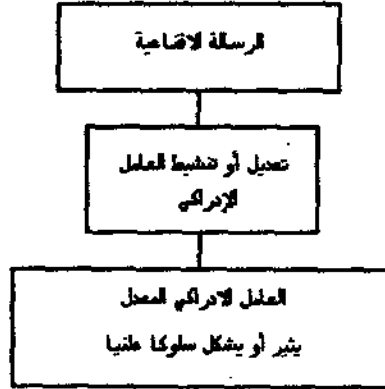 الرسالة الاقناعية
تعديل أو تنشيط العامل
الإدراكي
العامل الادراكي المعدل
يثير أو يشكل سلوكا علنيا